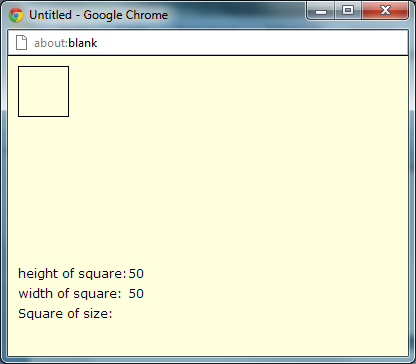 Untitled - Google Chrome
about:blank
height of square: 50
width of square: 50
Square of size: